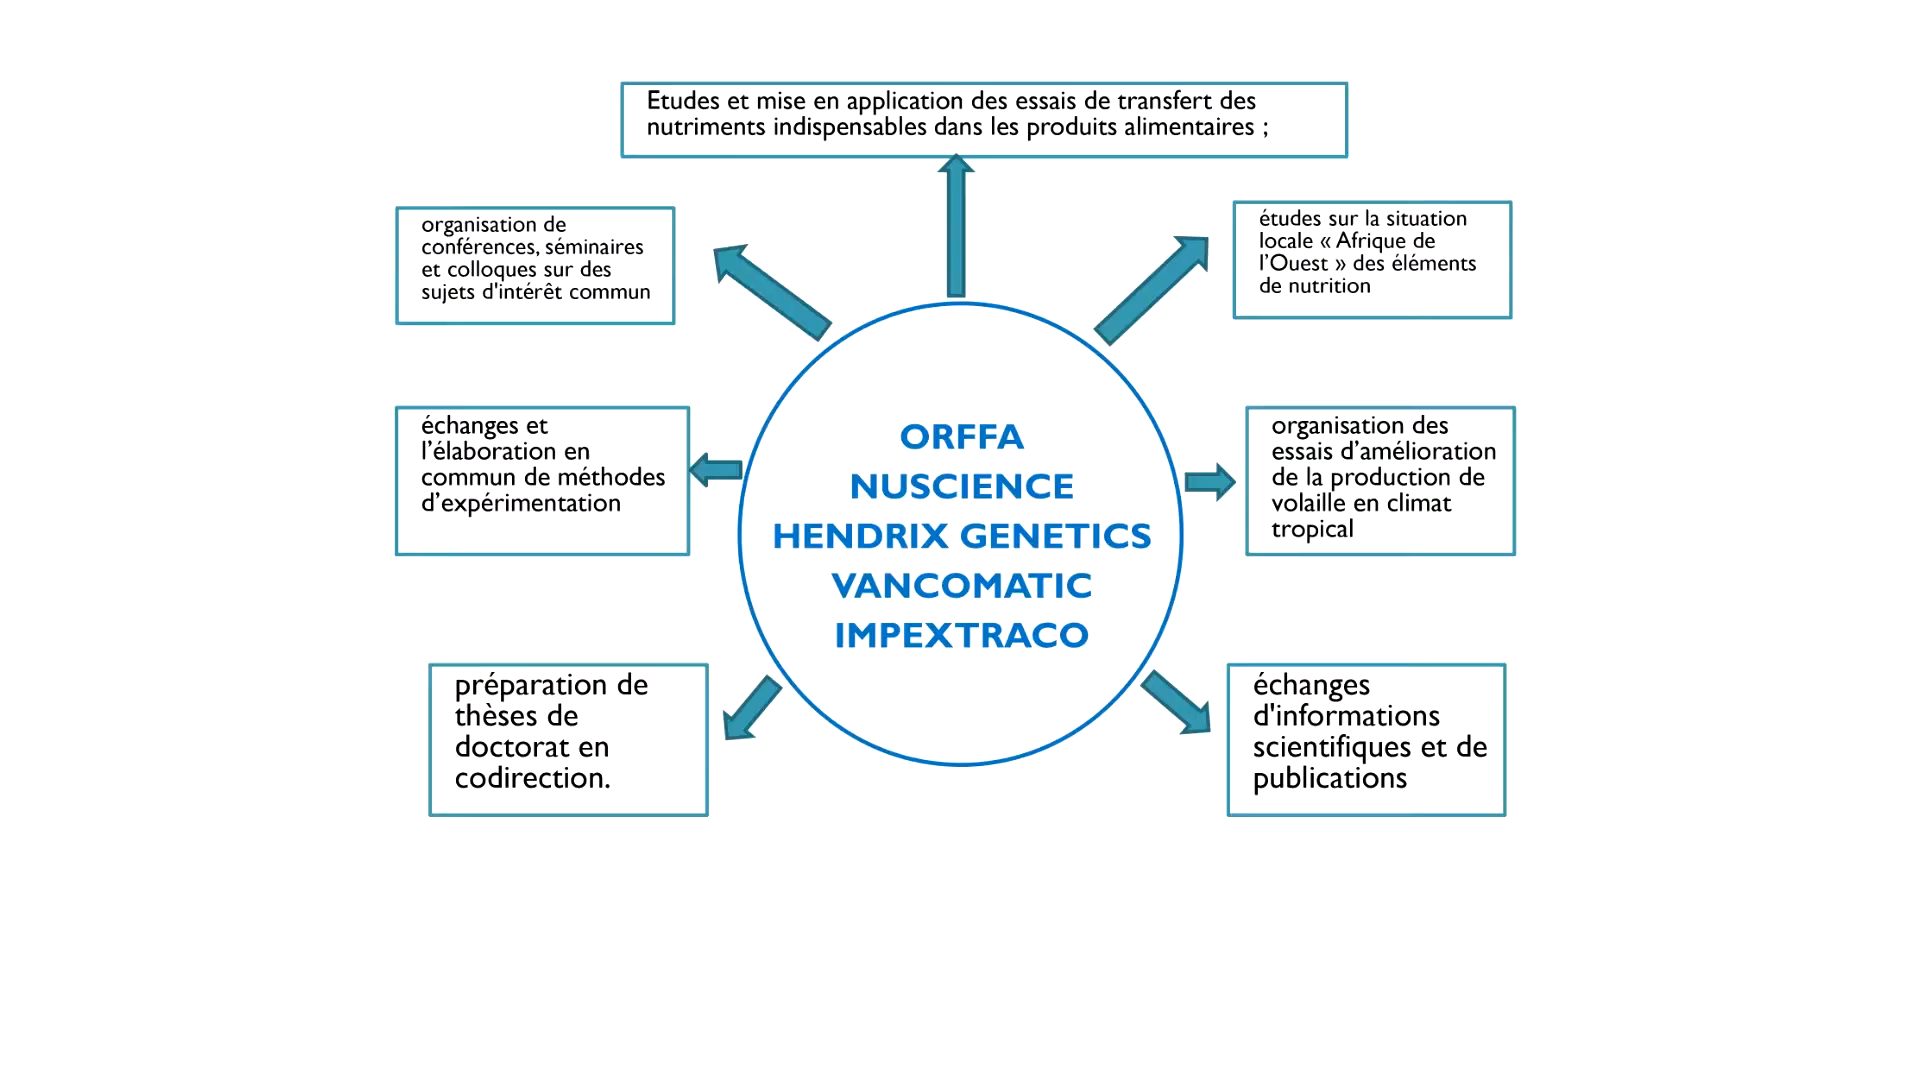 Etudes et mise en application des essais de transfert des
nutriments indispensables dans les produits alimentaires ;
organisation de
conférences, séminaires
et colloques sur des
sujets d'intérêt commun
études sur la situation
locale « Afrique de
l’Ouest » des éléments
de nutrition
échanges et
l’élaboration en
commun de méthodes
d’expérimentation
ORFFA
NUSCIENCE
HENDRIX GENETICS
VANCOMATIC
IMPEXTRACO
organisation des
essais d’amélioration
de la production de
volaille en climat
tropical
préparation de
thèses de
doctorat en
codirection.
échanges
d'informations
scientifiques et de
publications